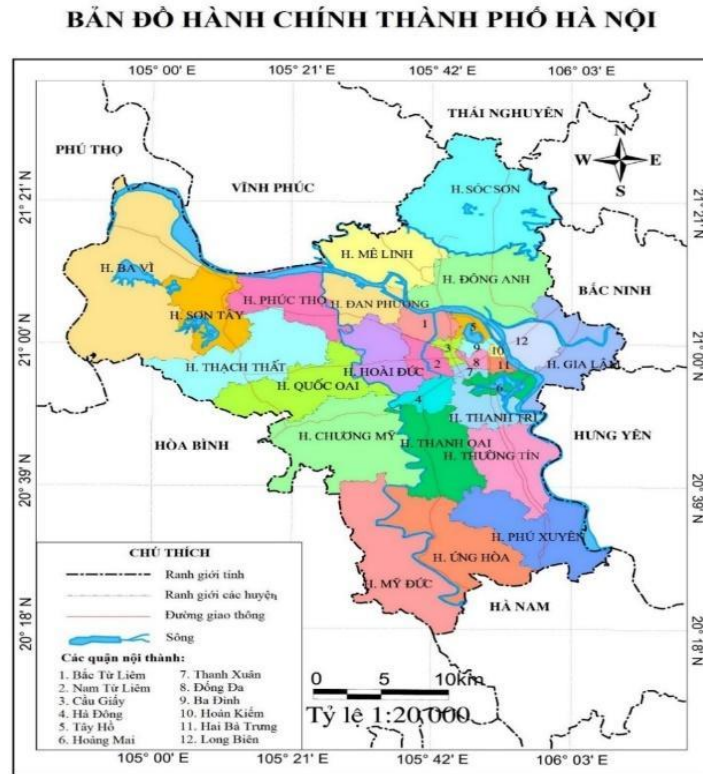 BẢN ĐỒ HÀNH CHÍNH THÀNH PHỐ HÀ NỘI
105° 00' E
105° 21' E
105° 42' E
106° 03' E
THÁI NGUYÊN
PHÚ THỌ
N
W
E
S
VĨNH PHÚC
21° 21' N
21° 21' N
H. SÓC SƠN
H. MÊ LINH
H. BA VÌ
H. ĐÔNG ANH
BẮC NINH
H. SƠN TÂY
H. PHÚC THỌ
H. ĐAN PHƯỢNG
1
5
12
21° 00' N
21° 00' N
3
9
10
H. THẠCH THẤT
H. HOÀI ĐỨC
2
8
11
H. GIA LÂM
7
H. QUỐC OAI
6
4
H. THANH TRÌ
HÒA BÌNH
H. CHƯƠNG MỸ
H. THANH OAI
HƯNG YÊN
H. THƯỜNG TÍN
20° 39' N
20° 39' N
H. PHÚ XUYÊN
CHÚ THÍCH
H. ỨNG HÒA
Ranh giới tỉnh
H. MỸ ĐỨC
Ranh giới các huyện
HÀ NAM
Đường giao thông
20° 18' N
20° 18' N
Sông
Các quận nội thành:
1. Bắc Từ Liêm
2. Nam Từ Liêm
3. Cầu Giấy
4. Hà Đông
5. Tây Hồ
6. Hoàng Mai
7. Thanh Xuân
8. Đống Đa
9. Ba Đình
10. Hoàn Kiếm
11. Hai Bà Trưng
12. Long Biên
0 5 10km
Tỷ lệ 1:20,000
105° 00' E
105° 21' E
105° 42' E
106° 03' E